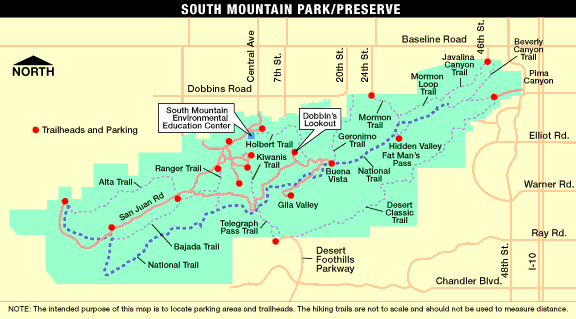 SOUTH MOUNTAIN PARK/PRESERVE
Baseline Road
Central Ave
7th St.
20th St.
24th St.
46th St.
Beverly
Canyon
Trail
Javalina
Canyon
Trail
Pima
Canyon
Mormon
Loop
Trail
NORTH
Dobbins Road
South Mountain
Environmental
Education Center
Dobbin's
Lookout
Mormon
Trail
Trailheads and Parking
Holbert Trail
Geronimo
Trail
Hidden Valley
Fat Man's
Pass
Elliot Rd.
Kiwanis
Trail
Ranger Trail
Buena
Vista
National
Trail
Alta Trail
San Juan Rd
Warner Rd.
Gila Valley
Desert
Classic
Trail
Telegraph
Pass Trail
Ray Rd.
Bajada Trail
National Trail
Desert
Foothills
Parkway
48th St.
I-10
Chandler Blvd.
NOTE: The intended purpose of this map is to locate parking areas and trailheads. The hiking trails are not to scale and should not be used to measure distance.